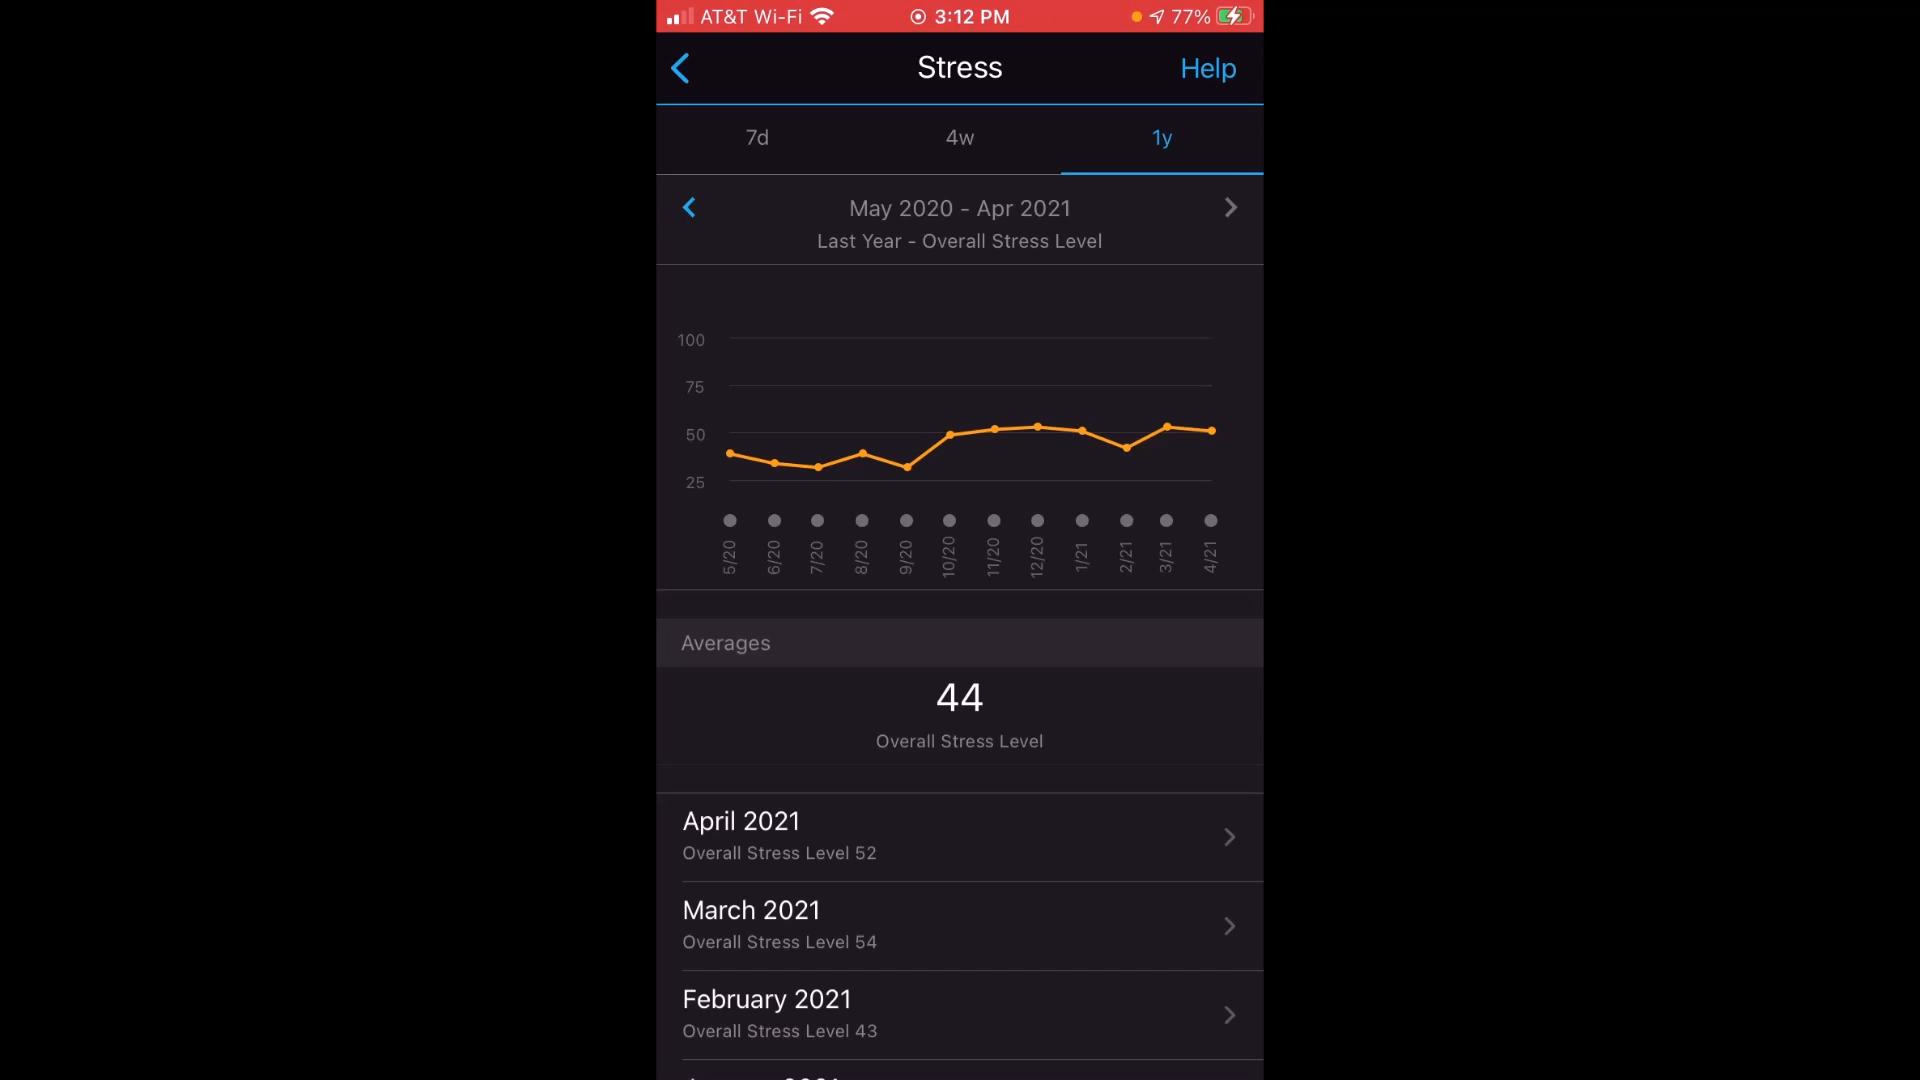 AT&T Wi-Fi 3:12 PM 77%
Stress Help
7d 4w 1y
May 2020 - Apr 2021
Last Year - Overall Stress Level
100
75
50
25
5/20 6/20 7/20 8/20 9/20 10/20 11/20 12/20 1/21 2/21 3/21 4/21
Averages
44
Overall Stress Level
April 2021
Overall Stress Level 52
March 2021
Overall Stress Level 54
February 2021
Overall Stress Level 43